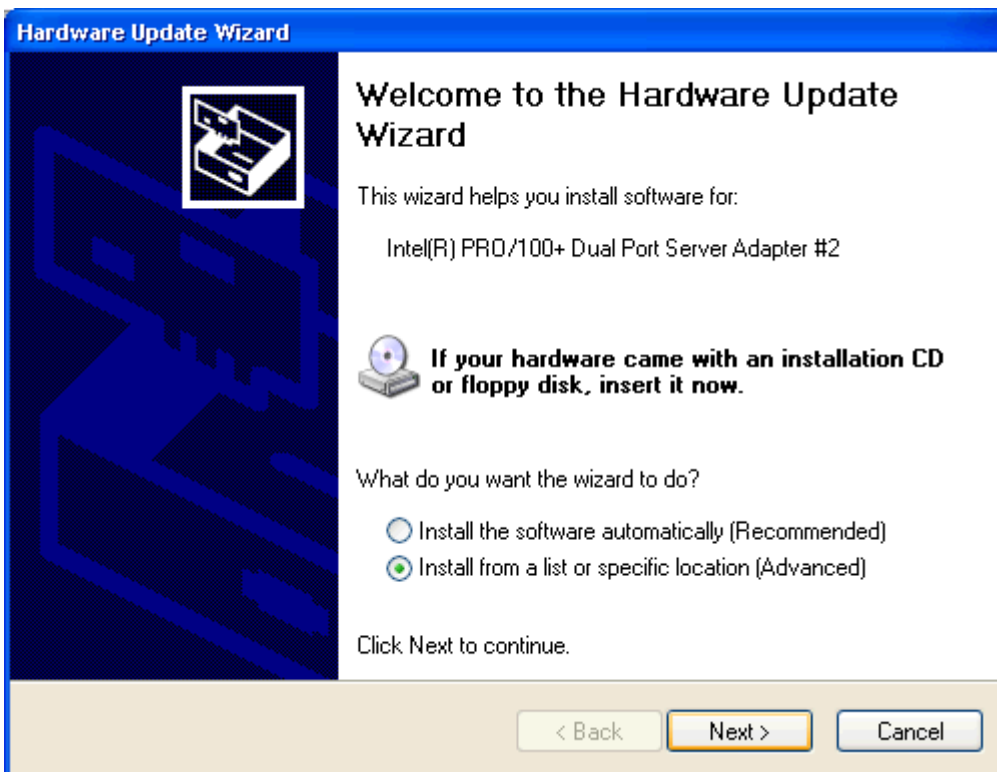 Hardware Update Wizard
Welcome to the Hardware Update
Wizard
This wizard helps you install software for:
Intel(R) PRO/100+ Dual Port Server Adapter #2
If your hardware came with an installation CD
or floppy disk, insert it now.
What do you want the wizard to do?
Install the software automatically (Recommended)
Install from a list or specific location (Advanced)
Click Next to continue.
< Back Next > Cancel